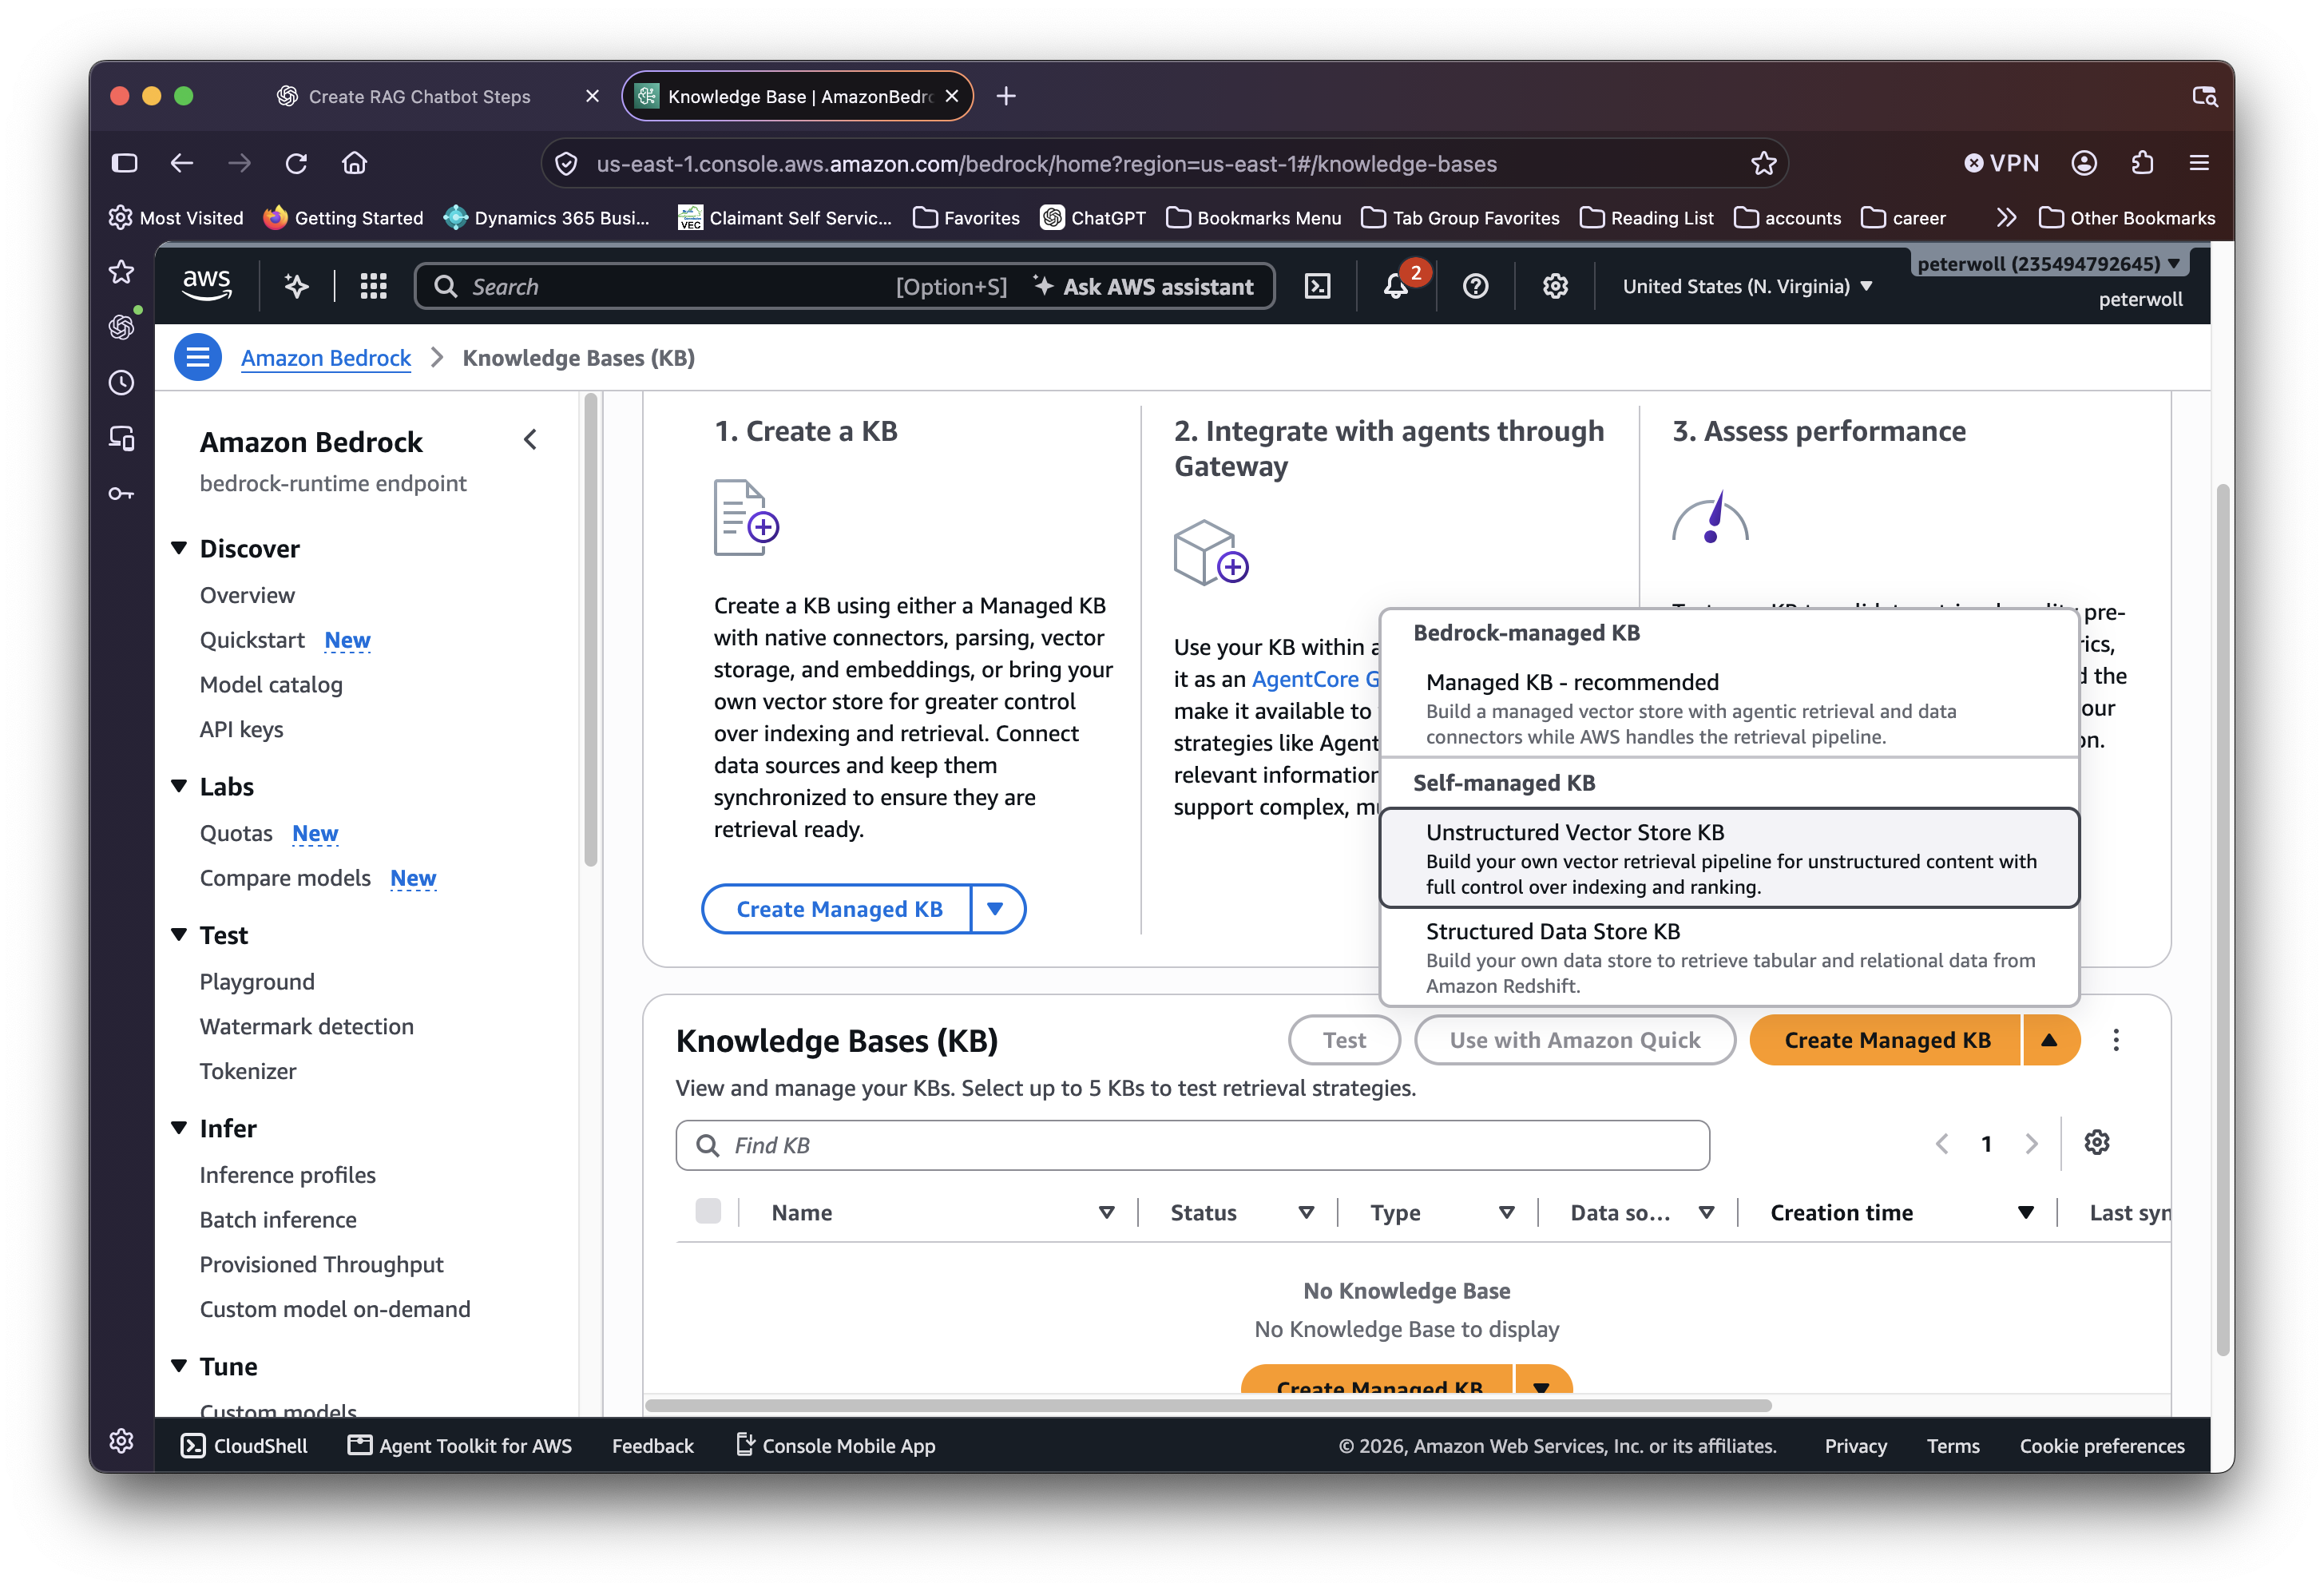 Create RAG Chatbot Steps
Knowledge Base | AmazonBedro
us-east-1.console.aws.amazon.com/bedrock/home?region=us-east-1#/knowledge-bases
VPN
Most Visited
Getting Started
Dynamics 365 Busi...
VEC
Claimant Self Servic...
Favorites
ChatGPT
Bookmarks Menu
Tab Group Favorites
Reading List
accounts
career
Other Bookmarks
aws
Search
[Option+S]
Ask AWS assistant
2
United States (N. Virginia)
peterwoll (235494792645)
peterwoll
Amazon Bedrock
Knowledge Bases (KB)
Amazon Bedrock
bedrock-runtime endpoint
Discover
Overview
Quickstart New
Model catalog
API keys
Labs
Quotas New
Compare models New
Test
Playground
Watermark detection
Tokenizer
Infer
Inference profiles
Batch inference
Provisioned Throughput
Custom model on-demand
Tune
Custom models
1. Create a KB
Create a KB using either a Managed KB
with native connectors, parsing, vector
storage, and embeddings, or bring your
own vector store for greater control
over indexing and retrieval. Connect
data sources and keep them
synchronized to ensure they are
retrieval ready.
Create Managed KB
2. Integrate with agents through
Gateway
Use your KB within a
it as an AgentCore G
make it available to
strategies like Agent
relevant information
support complex, mu
3. Assess performance
pre-
rics,
d the
our
on.
Bedrock-managed KB
Managed KB - recommended
Build a managed vector store with agentic retrieval and data
connectors while AWS handles the retrieval pipeline.
Self-managed KB
Unstructured Vector Store KB
Build your own vector retrieval pipeline for unstructured content with
full control over indexing and ranking.
Structured Data Store KB
Build your own data store to retrieve tabular and relational data from
Amazon Redshift.
Knowledge Bases (KB)
Test
Use with Amazon Quick
Create Managed KB
View and manage your KBs. Select up to 5 KBs to test retrieval strategies.
Find KB
1
Name
Status
Type
Data so...
Creation time
Last syn
No Knowledge Base
No Knowledge Base to display
Create Managed KB
CloudShell
Agent Toolkit for AWS
Feedback
Console Mobile App
© 2026, Amazon Web Services, Inc. or its affiliates.
Privacy
Terms
Cookie preferences